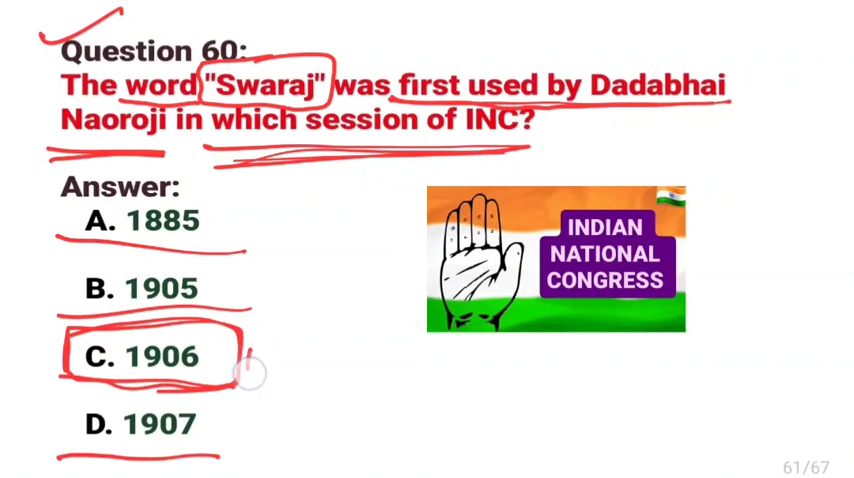 Question 60:
The word "Swaraj" was first used by Dadabhai
Naoroji in which session of INC?
Answer:
A. 1885
B. 1905
C. 1906
D. 1907
INDIAN
NATIONAL
CONGRESS
61/67